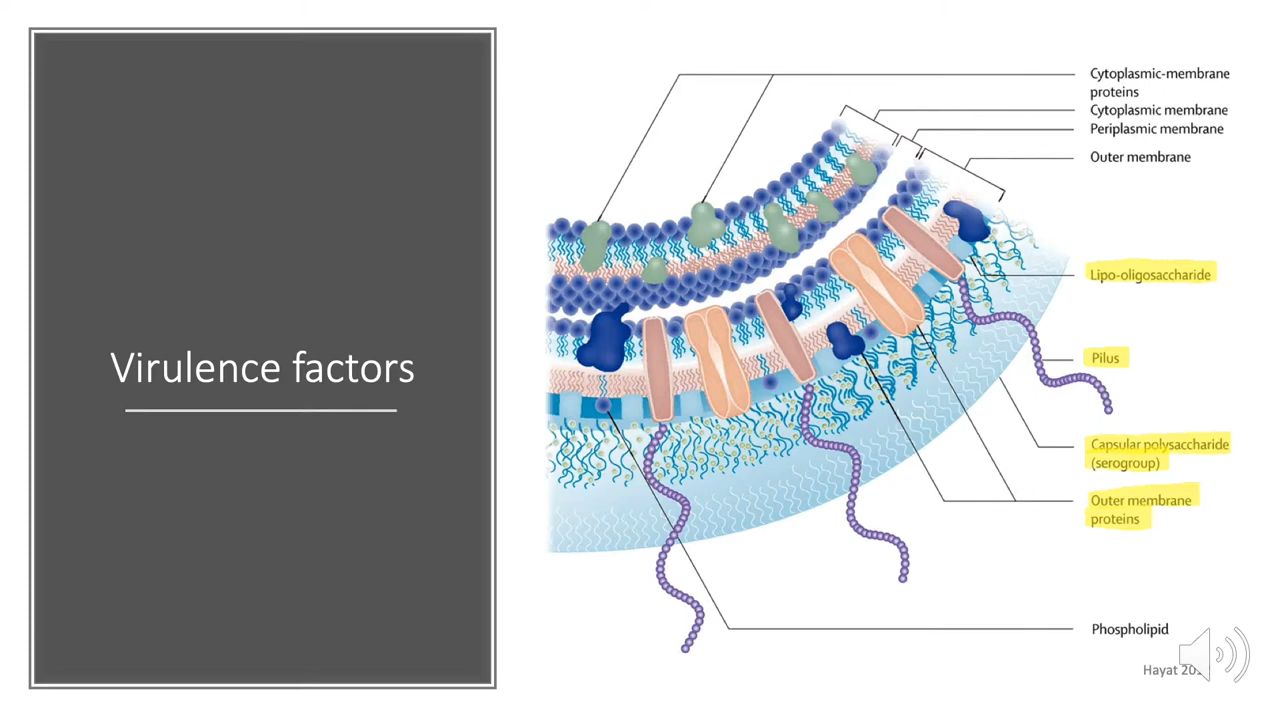 Virulence factors
Cytoplasmic-membrane
proteins
Cytoplasmic membrane
Periplasmic membrane
Outer membrane
Lipo-oligosaccharide
Pilus
Capsular polysaccharide
(serogroup)
Outer membrane
proteins
Phospholipid
Hayat